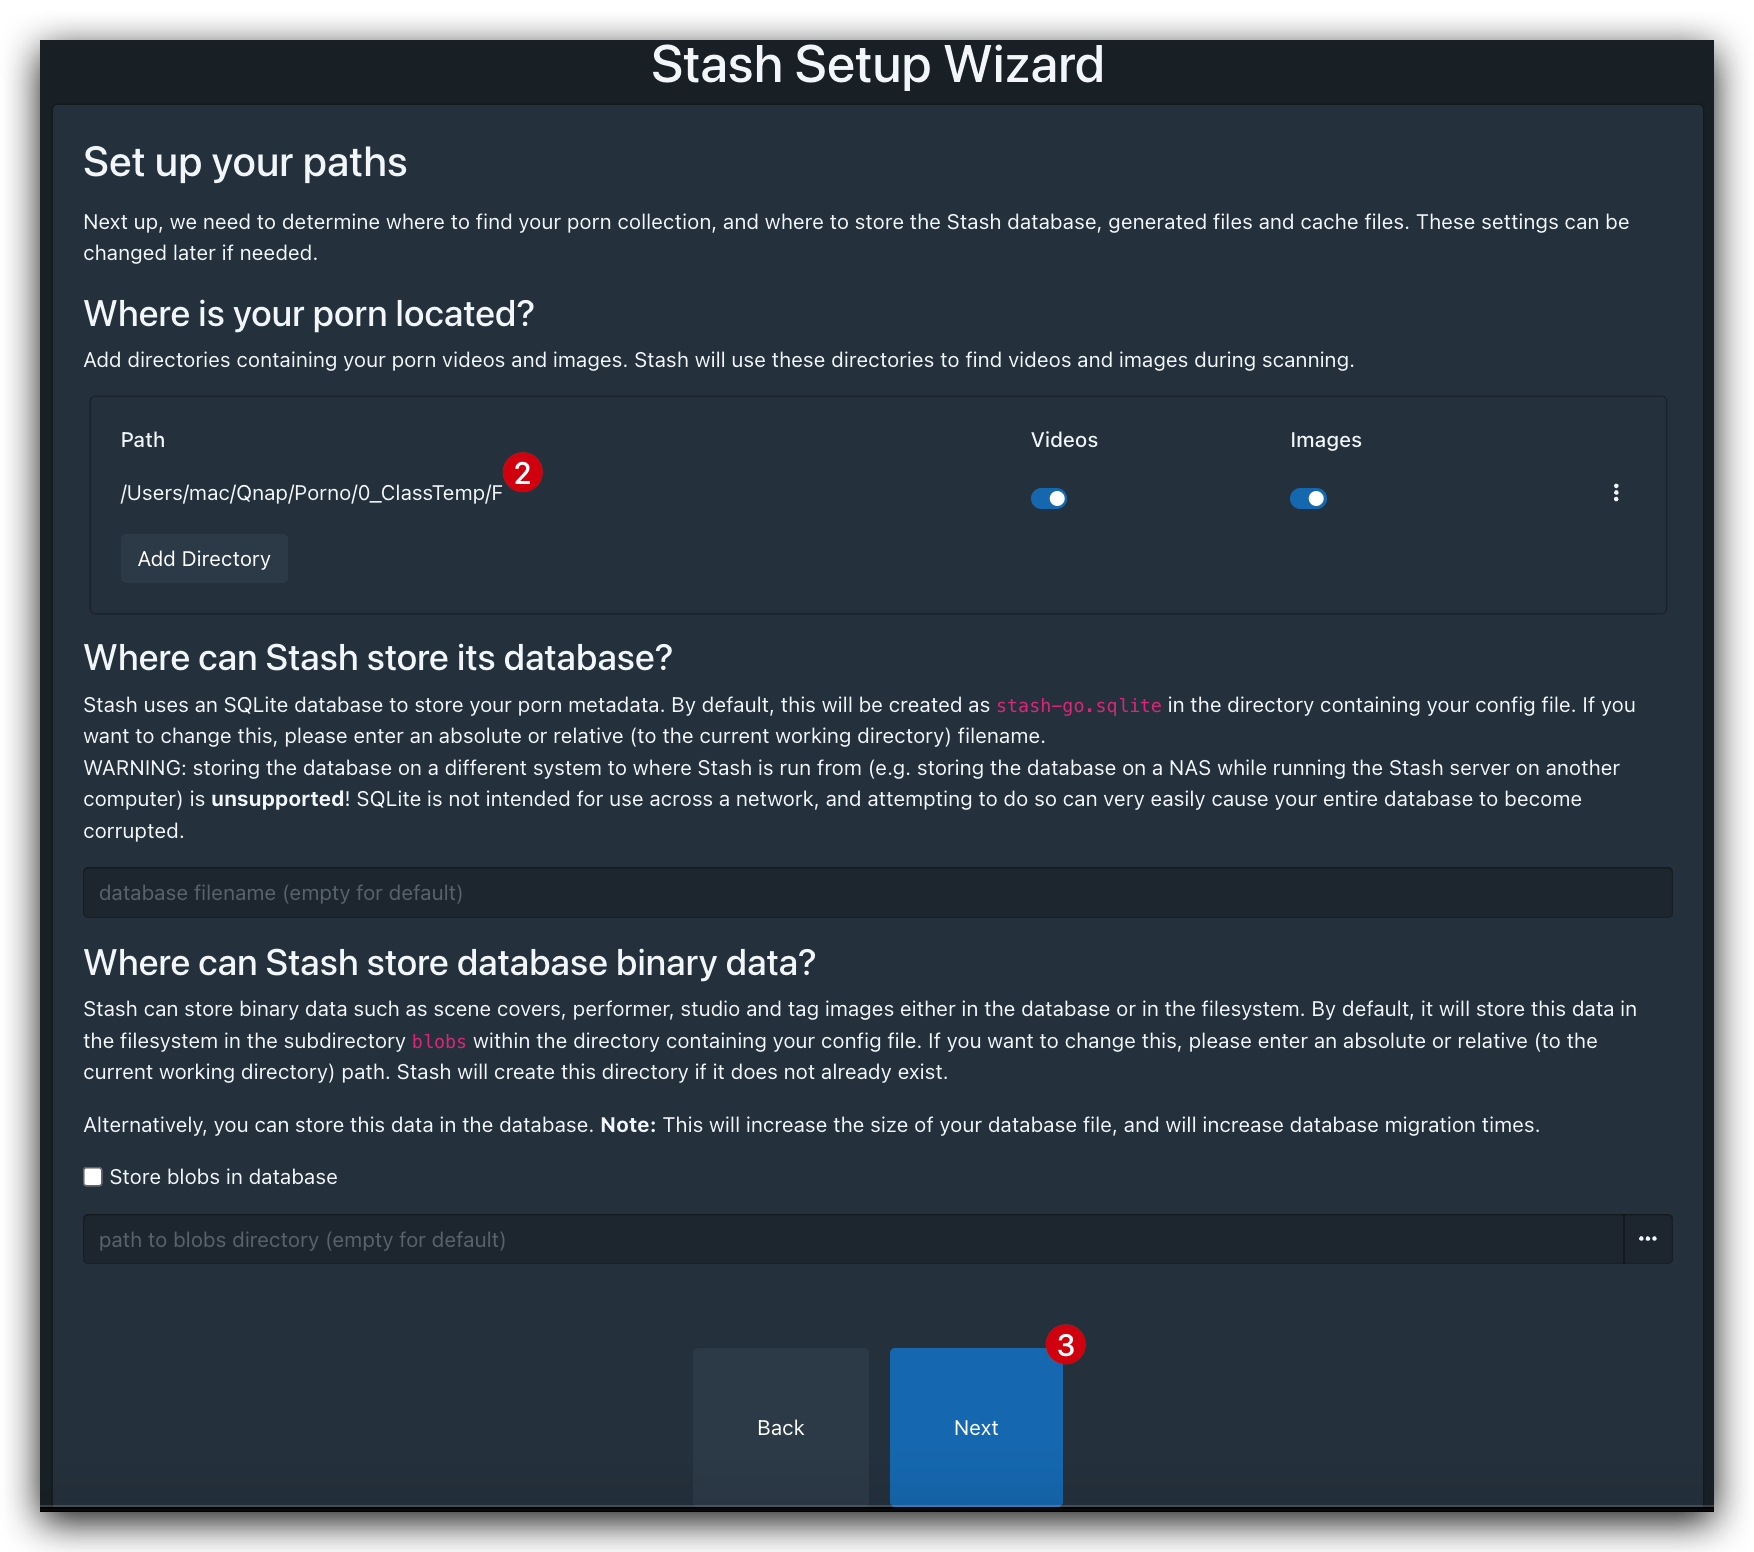 Stash Setup Wizard
Set up your paths
Next up, we need to determine where to find your porn collection, and where to store the Stash database, generated files and cache files. These settings can be
changed later if needed.
Where is your porn located?
Add directories containing your porn videos and images. Stash will use these directories to find videos and images during scanning.
Path Videos Images
/Users/mac/Qnap/Porno/0_ClassTemp/F 2
Add Directory
Where can Stash store its database?
Stash uses an SQLite database to store your porn metadata. By default, this will be created as stash-go.sqlite in the directory containing your config file. If you
want to change this, please enter an absolute or relative (to the current working directory) filename.
WARNING: storing the database on a different system to where Stash is run from (e.g. storing the database on a NAS while running the Stash server on another
computer) is unsupported! SQLite is not intended for use across a network, and attempting to do so can very easily cause your entire database to become
corrupted.
database filename (empty for default)
Where can Stash store database binary data?
Stash can store binary data such as scene covers, performer, studio and tag images either in the database or in the filesystem. By default, it will store this data in
the filesystem in the subdirectory blobs within the directory containing your config file. If you want to change this, please enter an absolute or relative (to the
current working directory) path. Stash will create this directory if it does not already exist.
Alternatively, you can store this data in the database. Note: This will increase the size of your database file, and will increase database migration times.
Store blobs in database
path to blobs directory (empty for default)
3
Back Next